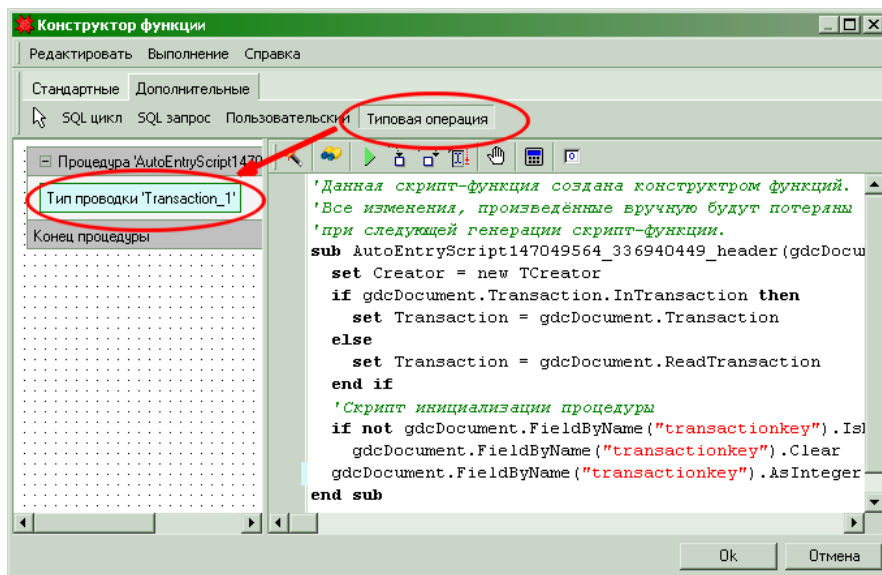 Конструктор функции
Редактировать Выполнение Справка
Стандартные Дополнительные
SQL цикл SQL запрос Пользовательский Типовая операция
Процедура 'AutoEntryScript1470
Тип проводки 'Transaction_1'
Конец процедуры
'Данная скрипт-функция создана конструктром функций.
'Все изменения, произведённые вручную будут потеряны
'при следующей генерации скрипт-функции.
sub AutoEntryScript147049564_336940449_header(gdcDocu
set Creator = new TCreator
if gdcDocument.Transaction.InTransaction then
set Transaction = gdcDocument.Transaction
else
set Transaction = gdcDocument.ReadTransaction
end if
'Скрипт инициализации процедуры
if not gdcDocument.FieldByName("transactionkey").IsN
gdcDocument.FieldByName("transactionkey").Clear
gdcDocument.FieldByName("transactionkey").AsInteger
end sub
Ok Отмена